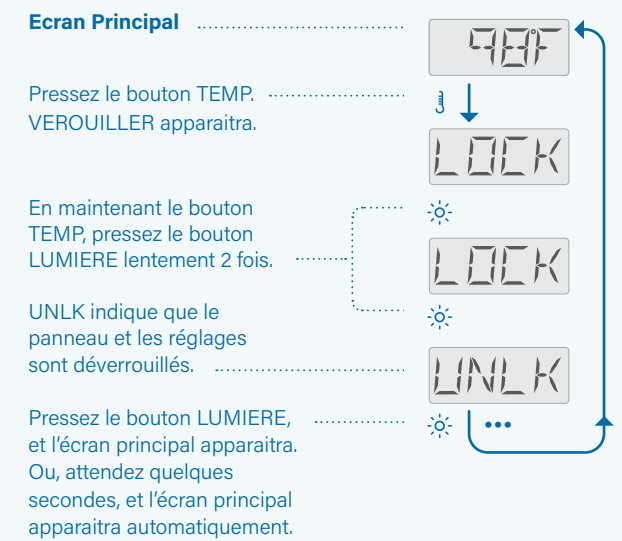 Ecran Principal
98°F
Pressez le bouton TEMP.
VEROUILLER apparaitra.
LOCK
En maintenant le bouton
TEMP, pressez le bouton
LUMIERE lentement 2 fois.
LOCK
UNLK indique que le
panneau et les réglages
sont déverrouillés.
UNLK
Pressez le bouton LUMIERE,
et l'écran principal apparaitra.
Ou, attendez quelques
secondes, et l'écran principal
apparaitra automatiquement.